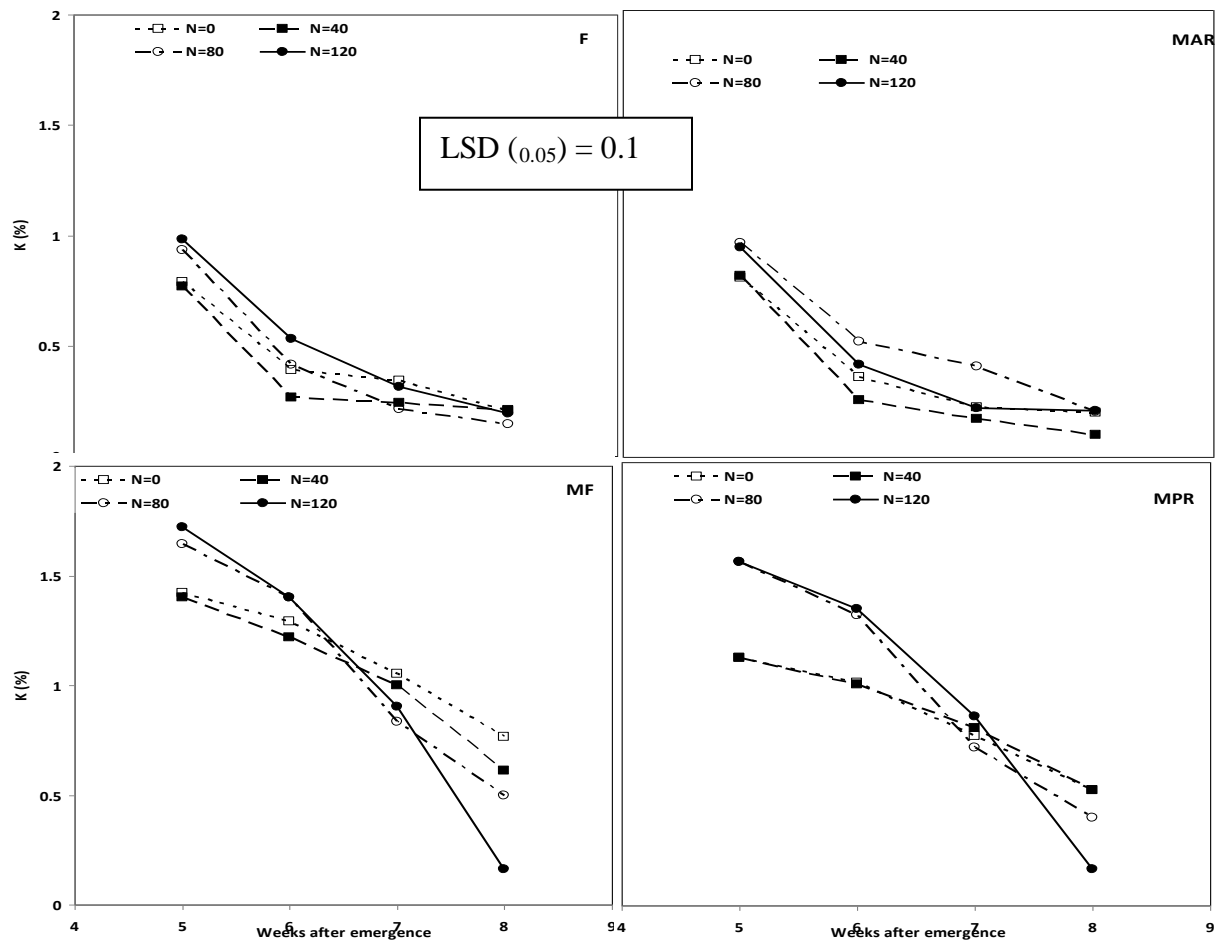 2
N=0 N=40
N=80 N=120
F
N=0 N=40
N=80 N=120
MAR
1.5
LSD (0.05) = 0.1
1
0.5
K (%)
2
N=0 N=40
N=80 N=120
MF
N=0 N=40
N=80 N=120
MPR
1.5
1
0.5
0
K (%)
4 5 6 7 8 9
Weeks after emergence
4 5 6 7 8 9
Weeks after emergence